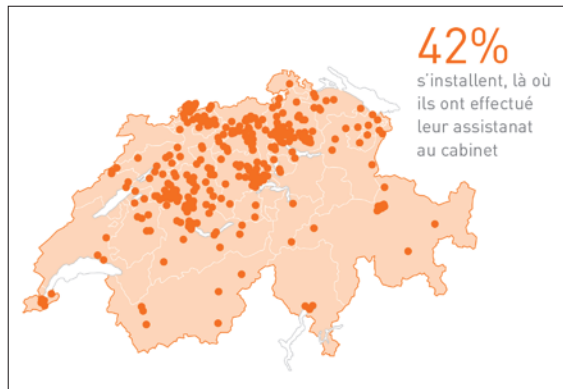 42%
s’installent, là où
ils ont effectué
leur assistanat
au cabinet